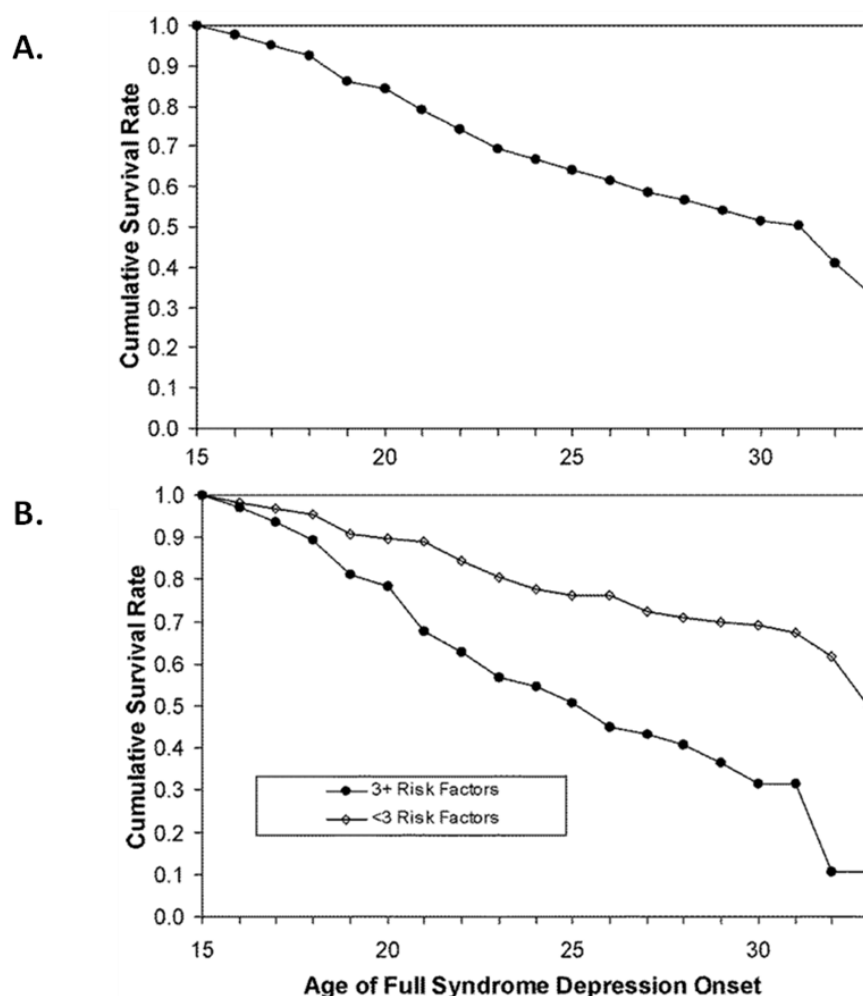 A.
Cumulative Survival Rate
1.0
0.9
0.8
0.7
0.6
0.5
0.4
0.3
0.2
0.1
0.0
15 20 25 30
B.
Cumulative Survival Rate
1.0
0.9
0.8
0.7
0.6
0.5
0.4
0.3
0.2
0.1
0.0
3+ Risk Factors
<3 Risk Factors
15 20 25 30
Age of Full Syndrome Depression Onset